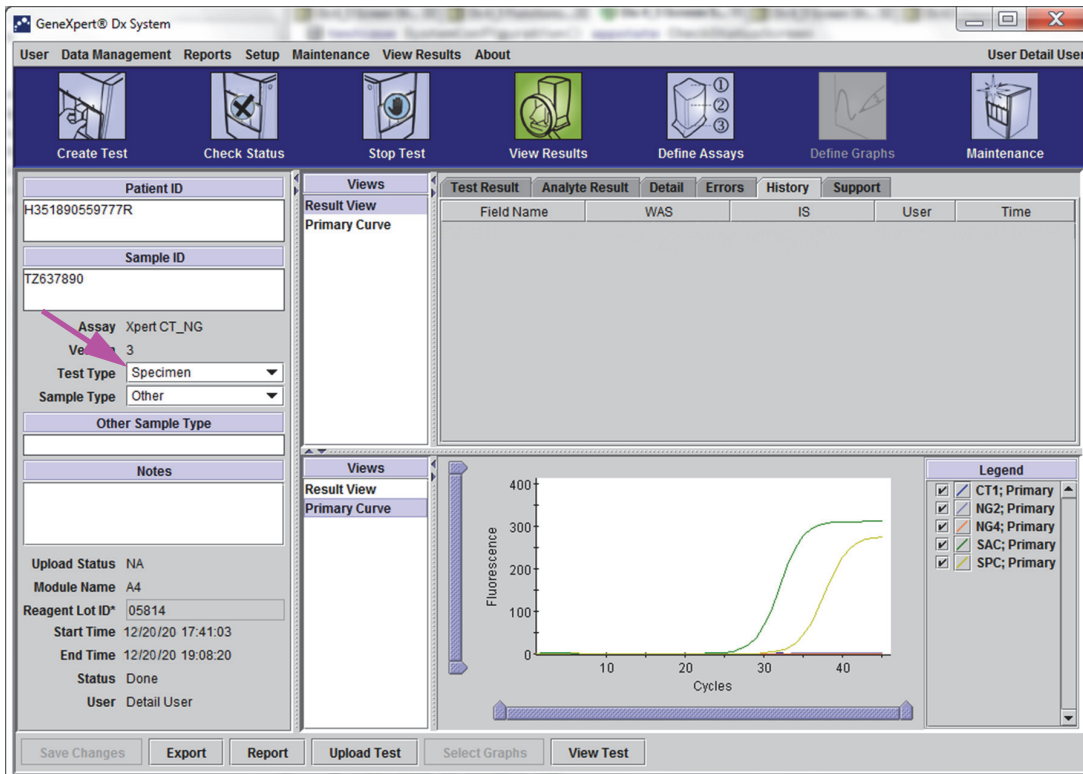 GeneXpert® Dx System
User Data Management Reports Setup Maintenance View Results About User Detail User
Create Test Check Status Stop Test View Results Define Assays Define Graphs Maintenance
① ② ③
Patient ID
H351890559777R
Sample ID
TZ637890
Assay Xpert CT_NG
3
Test Type Specimen
Sample Type Other
Other Sample Type
Notes
Upload Status NA
Module Name A4
Reagent Lot ID* 05814
Start Time 12/20/20 17:41:03
End Time 12/20/20 19:08:20
Status Done
User Detail User
Views
Result View
Primary Curve
Test Result Analyte Result Detail Errors History Support
Field Name WAS IS User Time
Views
Result View
Primary Curve
Fluorescence
400
300
200
100
0
10 20 30 40
Cycles
Legend
CT1; Primary
NG2; Primary
NG4; Primary
SAC; Primary
SPC; Primary
Save Changes Export Report Upload Test Select Graphs View Test